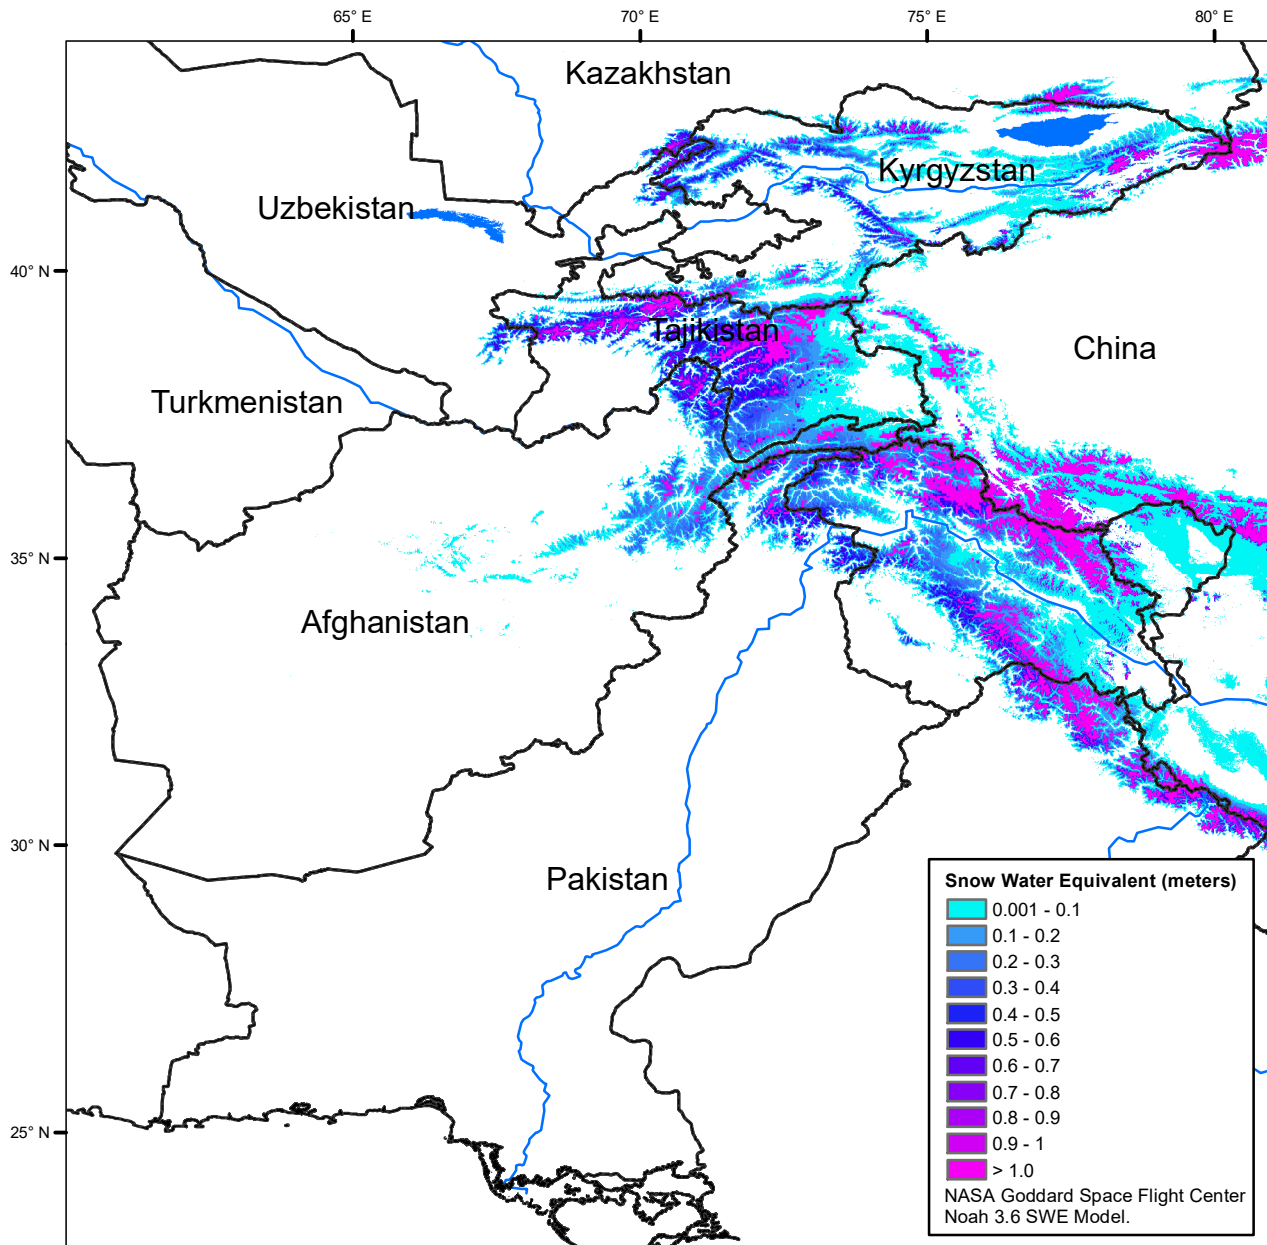 65° E
70° E
75° E
80° E
Kazakhstan
Kyrgyzstan
Uzbekistan
40° N
Tajikistan
China
Turkmenistan
35° N
Afghanistan
30° N
Pakistan
25° N
Snow Water Equivalent (meters)
0.001 - 0.1
0.1 - 0.2
0.2 - 0.3
0.3 - 0.4
0.4 - 0.5
0.5 - 0.6
0.6 - 0.7
0.7 - 0.8
0.8 - 0.9
0.9 - 1
> 1.0
NASA Goddard Space Flight Center
Noah 3.6 SWE Model.